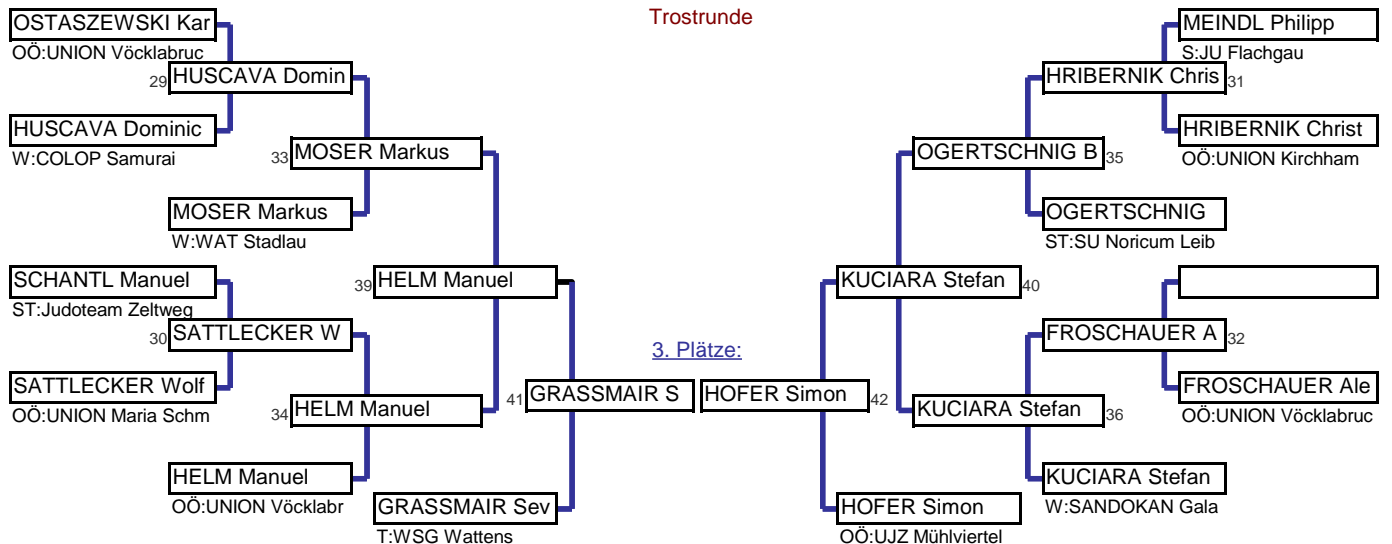 Trostrunde
OSTASZEWSKI Kar
OÖ:UNION Vöcklabruc
29 HUSCAVA Domin
HUSCAVA Dominic
W:COLOP Samurai
33 MOSER Markus
MOSER Markus
W:WAT Stadlau
SCHANTL Manuel
ST:Judoteam Zeltweg
39 HELM Manuel
30 SATTLECKER W
SATTLECKER Wolf
OÖ:UNION Maria Schm
34 HELM Manuel
HELM Manuel
OÖ:UNION Vöcklabr
41 GRASSMAIR S
GRASSMAIR Sev
T:WSG Wattens
3. Plätze:
MEINDL Philipp
S:JU Flachgau
HRIBERNIK Chris 31
HRIBERNIK Christ
OÖ:UNION Kirchham
OGERTSCHNIG B 35
OGERTSCHNIG
ST:SU Noricum Leib
KUCIARA Stefan 40
FROSCHAUER A 32
FROSCHAUER Ale
OÖ:UNION Vöcklabruc
HOFER Simon 42
KUCIARA Stefan 36
KUCIARA Stefan
W:SANDOKAN Gala
HOFER Simon
OÖ:UJZ Mühlviertel